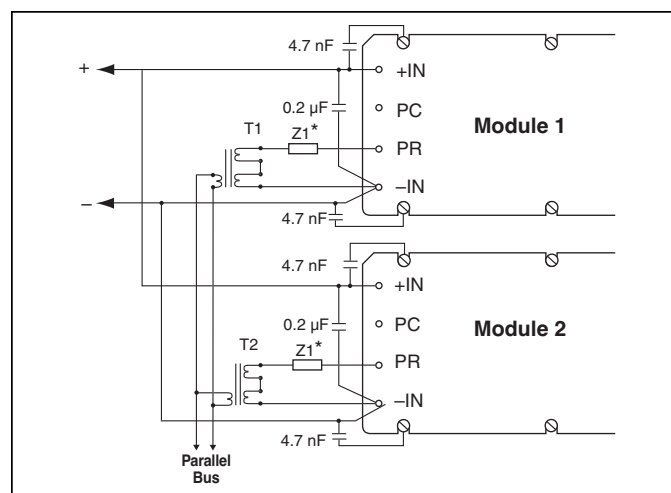 4.7 nF
+
+IN
0.2 µF
PC
T1
Z1*
PR
Module 1
–IN
–
4.7 nF
4.7 nF
+IN
0.2 µF
PC
T2
Z1*
PR
Module 2
–IN
4.7 nF
Parallel
Bus